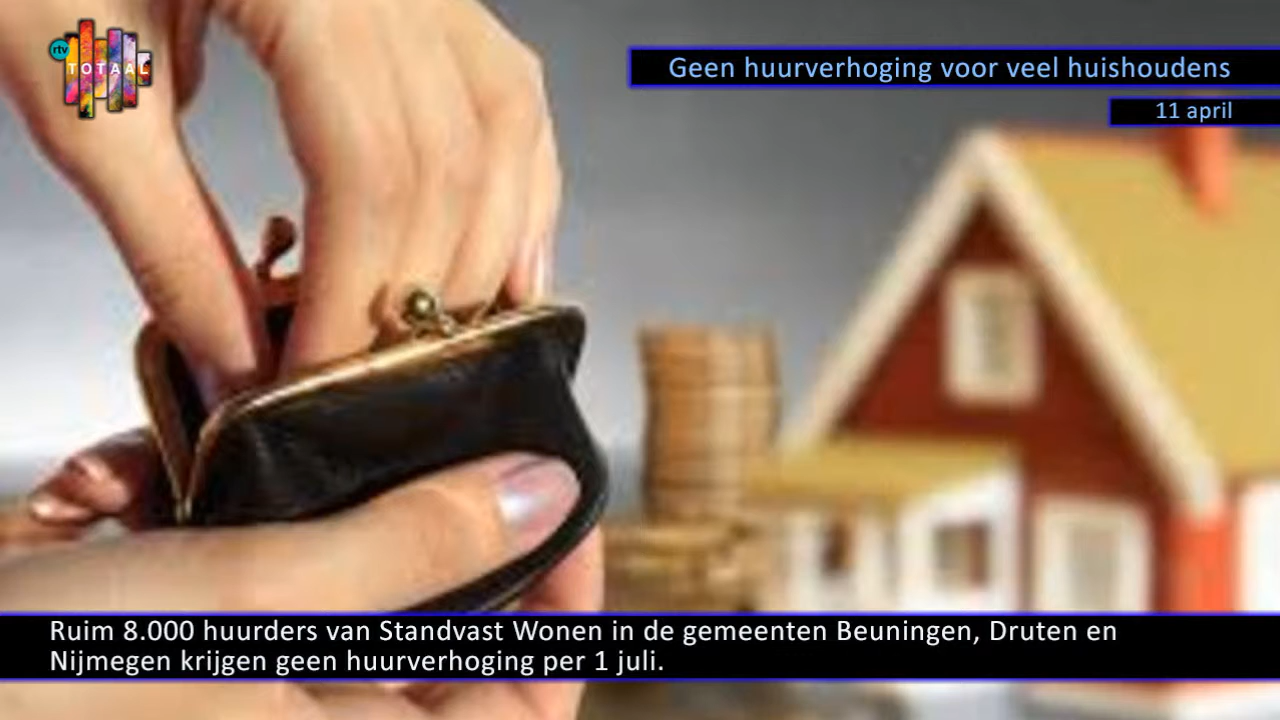 rtv
TOTAAL
Geen huurverhoging voor veel huishoudens
11 april
Ruim 8.000 huurders van Standvast Wonen in de gemeenten Beuningen, Druten en
Nijmegen krijgen geen huurverhoging per 1 juli.